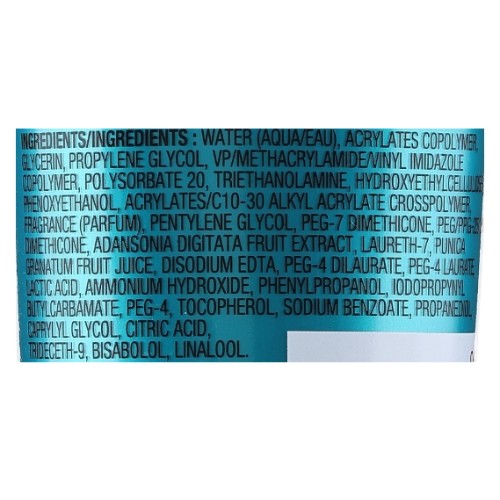 INGREDIENTS/INGREDIENTS : WATER (AQUA/EAU), ACRYLATES COPOLYMER,
GLYCERIN, PROPYLENE GLYCOL, VP/METHACRYLAMIDE/VINYL IMIDAZOLE
COPOLYMER, POLYSORBATE 20, TRIETHANOLAMINE, HYDROXYETHYLCELLULOSE,
PHENOXYETHANOL, ACRYLATES/C10-30 ALKYL ACRYLATE CROSSPOLYMER,
FRAGRANCE (PARFUM), PENTYLENE GLYCOL, PEG-7 DIMETHICONE,
DIMETHICONE, ADANSONIA DIGITATA FRUIT EXTRACT, LAURETH-7, PUNICA
GRANATUM FRUIT JUICE, DISODIUM EDTA, PEG-4 DILAURATE, PEG-4 LAURATE
LACTIC ACID, AMMONIUM HYDROXIDE, PHENYLPROPANOL, IODOPROPYNYL
BUTYLCARBAMATE, PEG-4, TOCOPHEROL, SODIUM BENZOATE, PROPANEDIOL
CAPRYLYL GLYCOL, CITRIC ACID,
TRIDECETH-9, BISABOLOL, LINALOOL.